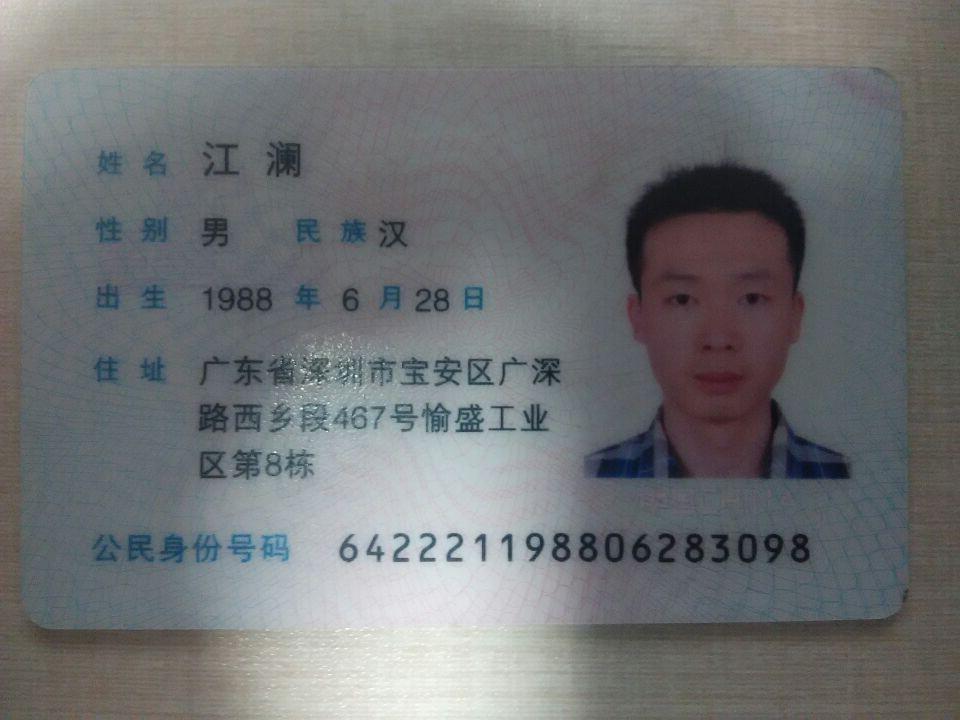 姓名 江澜
性别 男 民族 汉
出生 1988 年 6 月 28 日
住址 广东省深圳市宝安区广深
路西乡段467号愉盛工业
区第8栋
公民身份号码 642221198806283098